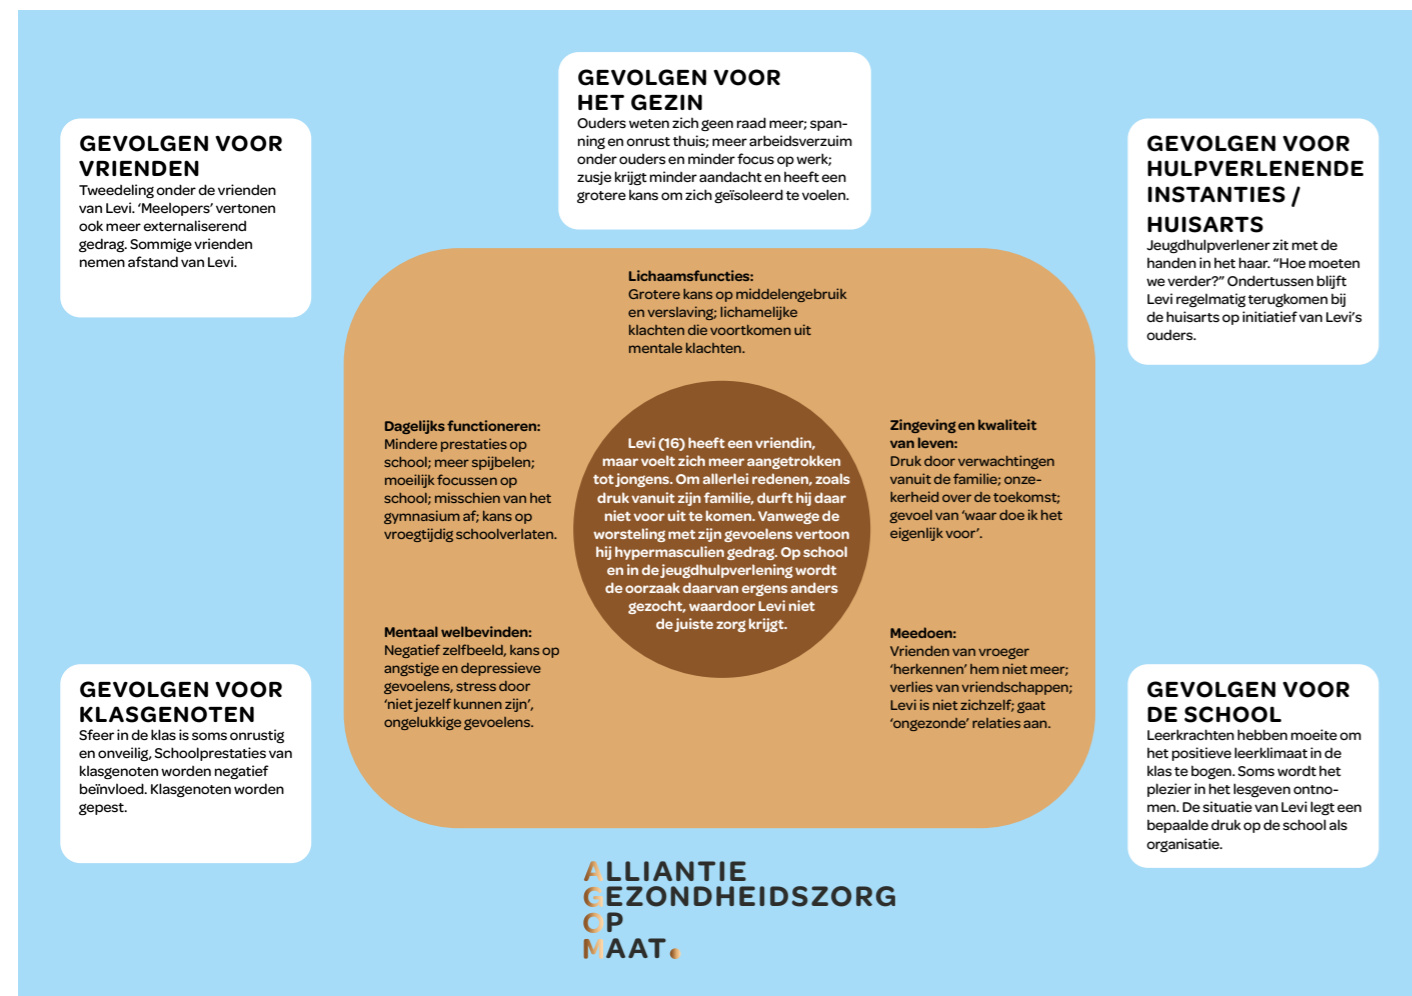 GEVOLGEN VOOR
HET GEZIN
Ouders weten zich geen raad meer; span-
ning en onrust thuis; meer arbeidsverzuim
onder ouders en minder focus op werk;
zusje krijgt minder aandacht en heeft een
grotere kans om zich geïsoleerd te voelen.
GEVOLGEN VOOR
VRIENDEN
Tweedeling onder de vrienden
van Levi. ‘Meelopers’ vertonen
ook meer externaliserend
gedrag. Sommige vrienden
nemen afstand van Levi.
GEVOLGEN VOOR
HULPVERLENENDE
INSTANTIES /
HUISARTS
Jeugdhulpverlener zit met de
handen in het haar. “Hoe moeten
we verder?” Ondertussen blijft
Levi regelmatig terugkomen bij
de huisarts op initiatief van Levi’s
ouders.
Lichaamsfuncties:
Grotere kans op middelengebruik
en verslaving; lichamelijke
klachten die voortkomen uit
mentale klachten.
Dagelijks functioneren:
Mindere prestaties op
school; meer spijbelen;
moeilijk focussen op
school; misschien van het
gymnasium af; kans op
vroegtijdig schoolverlaten.
Levi (16) heeft een vriendin,
maar voelt zich meer aangetrokken
tot jongens. Om allerlei redenen, zoals
druk vanuit zijn familie, durft hij daar
niet voor uit te komen. Vanwege de
worsteling met zijn gevoelens vertoon
hij hypermasculien gedrag. Op school
en in de jeugdhulpverlening wordt
de oorzaak daarvan ergens anders
gezocht, waardoor Levi niet
de juiste zorg krijgt.
Zingeving en kwaliteit
van leven:
Druk door verwachtingen
vanuit de familie; onze-
kerheid over de toekomst;
gevoel van ‘waar doe ik het
eigenlijk voor’.
Mentaal welbevinden:
Negatief zelfbeeld, kans op
angstige en depressieve
gevoelens, stress door
‘niet jezelf kunnen zijn’,
ongelukkige gevoelens.
Meedoen:
Vrienden van vroeger
‘herkennen’ hem niet meer;
verlies van vriendschappen;
Levi is niet zichzelf; gaat
‘ongezonde’ relaties aan.
GEVOLGEN VOOR
KLASGENOTEN
Sfeer in de klas is soms onrustig
en onveilig, Schoolprestaties van
klasgenoten worden negatief
beïnvloed. Klasgenoten worden
gepest.
GEVOLGEN VOOR
DE SCHOOL
Leerkrachten hebben moeite om
het positieve leerklimaat in de
klas te bogen. Soms wordt het
plezier in het lesgeven ontno-
men. De situatie van Levi legt een
bepaalde druk op de school als
organisatie.
ALLIANTIE
GEZONDHEIDSZORG
OP
MAAT.